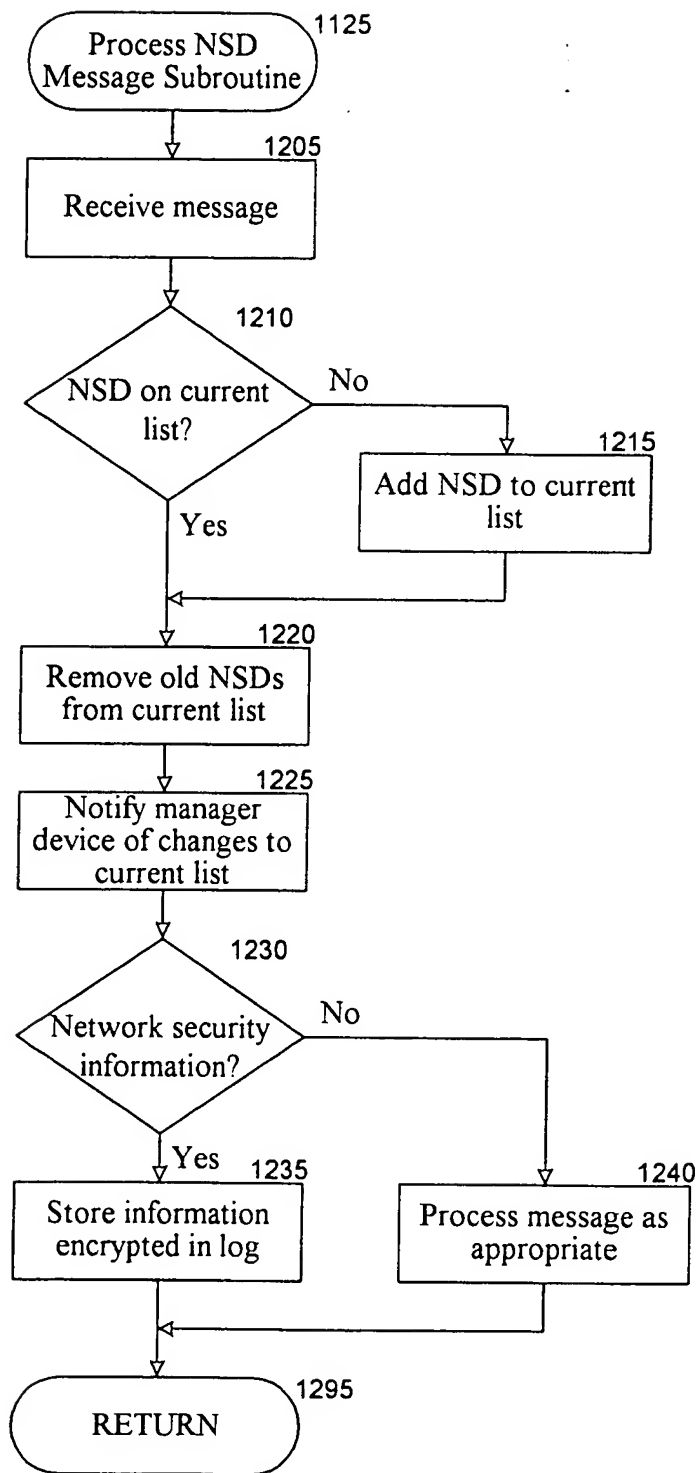 1125
Process NSD
Message Subroutine
1205
Receive message
1210
NSD on current
list?
No
1215
Add NSD to current
list
Yes
1220
Remove old NSDs
from current list
1225
Notify manager
device of changes to
current list
1230
Network security
information?
No
Yes
1235
Store information
encrypted in log
1240
Process message as
appropriate
1295
RETURN